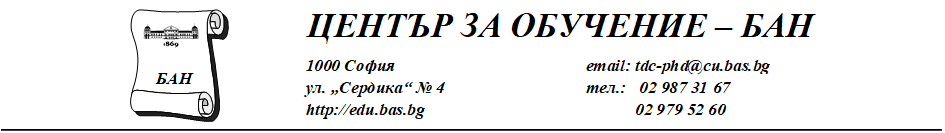 1869
БАН
ЦЕНТЪР ЗА ОБУЧЕНИЕ – БАН
1000 София
ул. „Сердика“ № 4
http://edu.bas.bg
email: tdc-phd@cu.bas.bg
тел.: 02 987 31 67
02 979 52 60